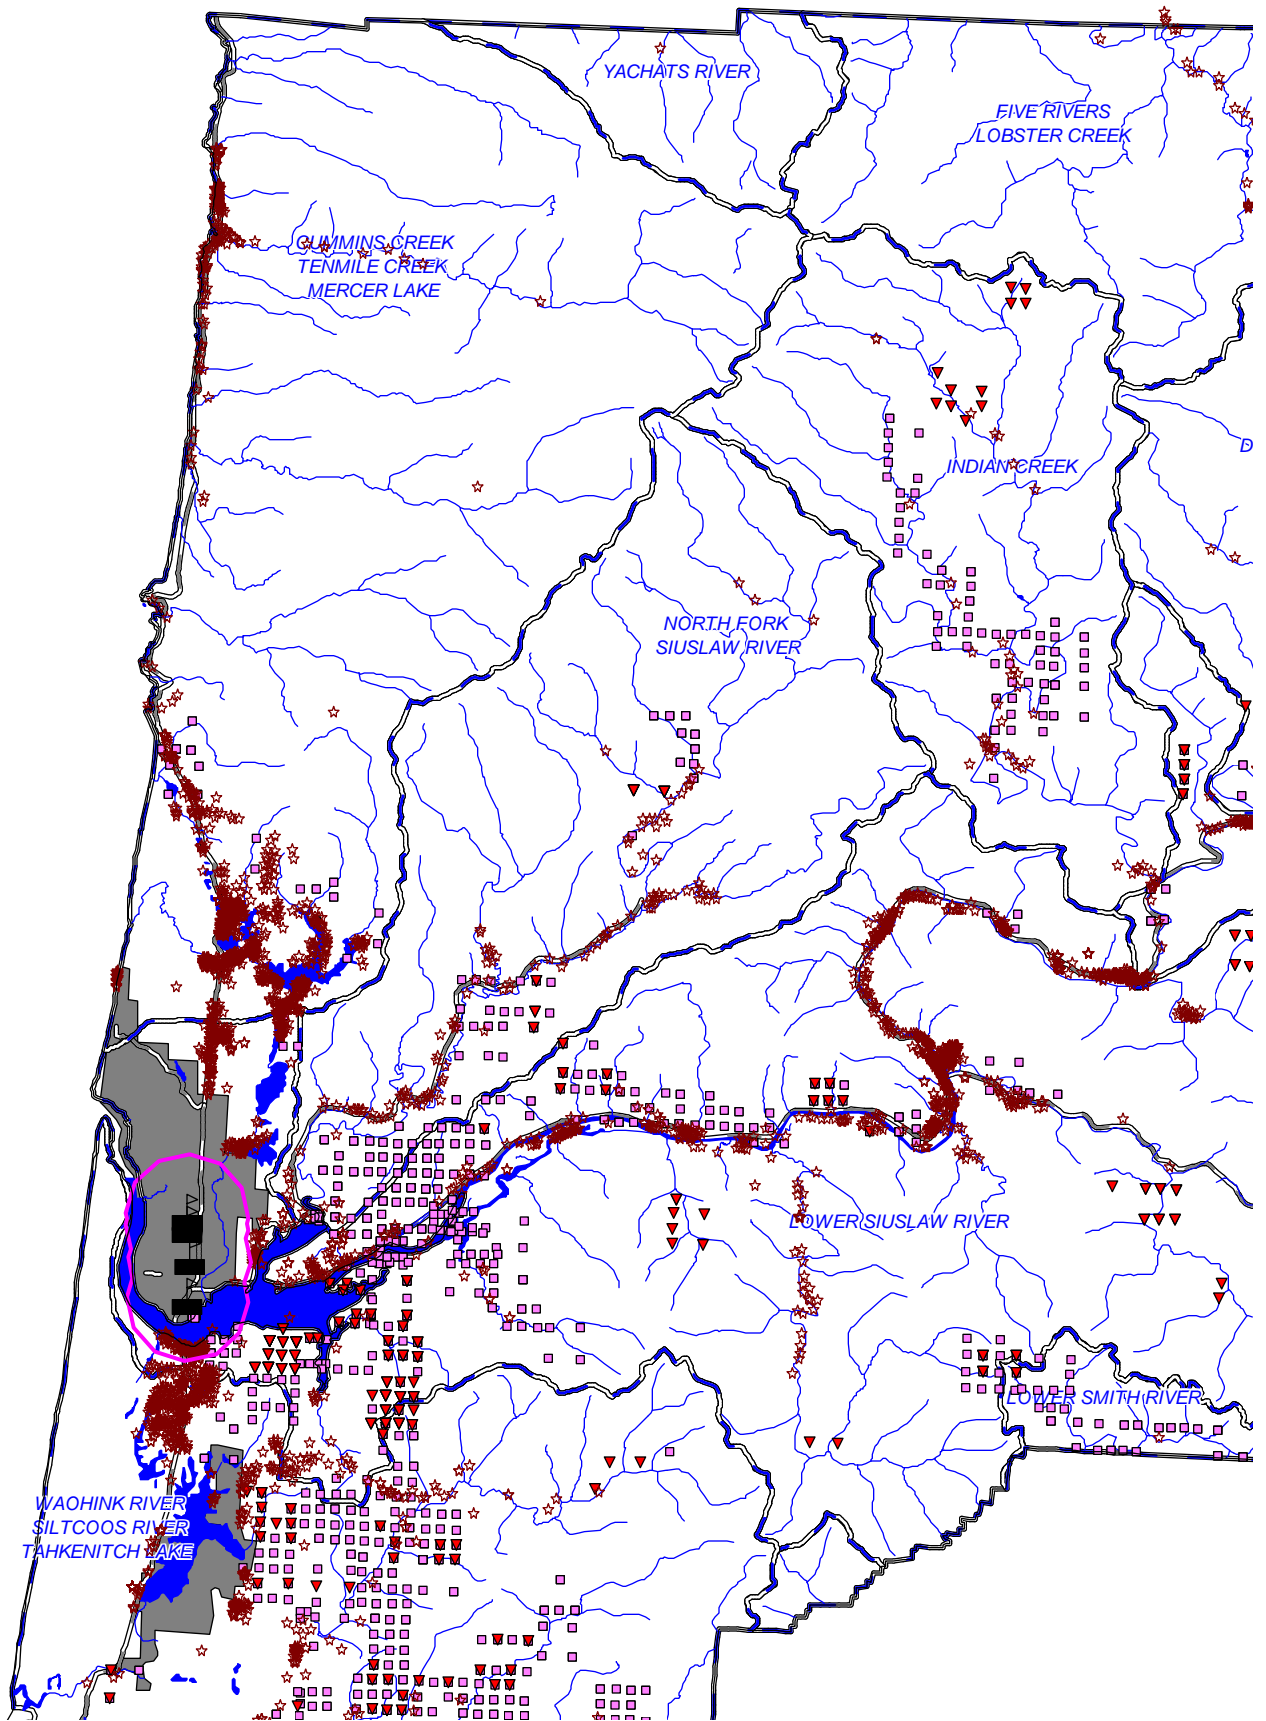 YACHATS RIVER
FIVE RIVERS
LOBSTER CREEK
CUMMINS CREEK
TENMILE CREEK
MERCER LAKE
D
INDIAN CREEK
NORTH FORK
SIUSLAW RIVER
LOWER SIUSLAW RIVER
LOWER SMITH RIVER
WAOHINK RIVER
SILTCOOS RIVER
TAHKENITCH LAKE